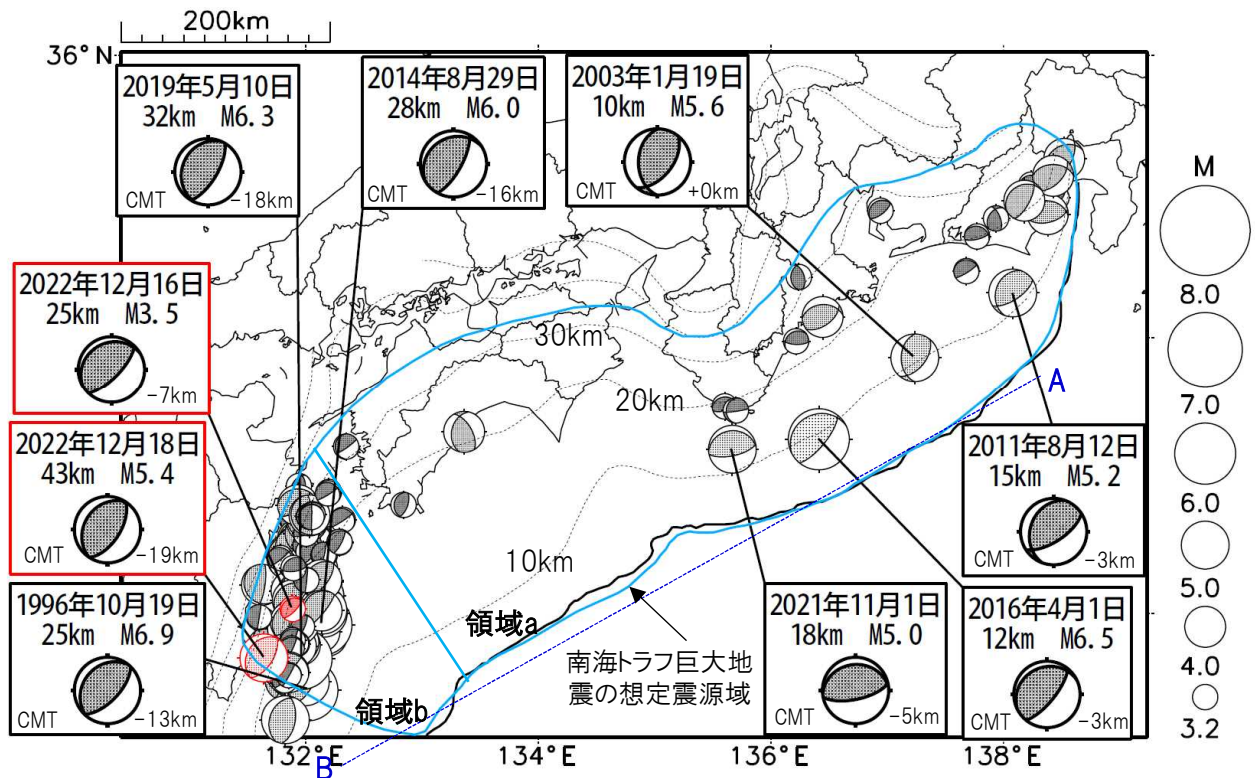 200km
36°N
2019年5月10日
32km M6.3
CMT
-18km
2014年8月29日
28km M6.0
CMT
-16km
2003年1月19日
10km M5.6
CMT
+0km
M
8.0
7.0
6.0
5.0
4.0
3.2
2022年12月16日
25km M3.5
-7km
30km
20km
10km
A
2022年12月18日
43km M5.4
CMT
-19km
2011年8月12日
15km M5.2
CMT
-3km
1996年10月19日
25km M6.9
CMT
-13km
領域a
領域b
南海トラフ巨大地
震の想定震源域
2021年11月1日
18km M5.0
-5km
2016年4月1日
12km M6.5
CMT
-3km
132°E
B
134°E
136°E
138°E